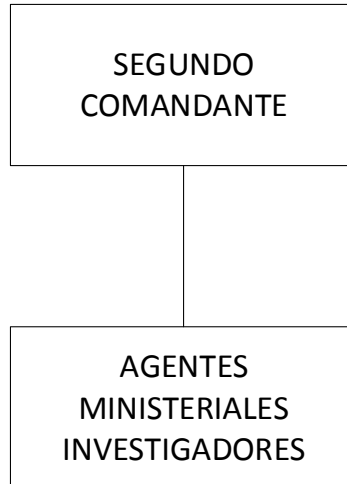 SEGUNDO
COMANDANTE
AGENTES
MINISTERIALES
INVESTIGADORES